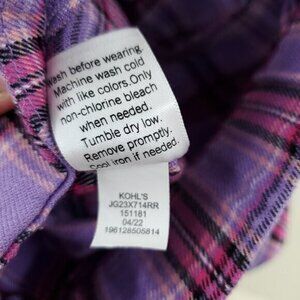 Wash before wearing.
Machine wash cold
with like colors.Only
non-chlorine bleach
when needed.
Tumble dry low.
Remove promptly.
Cool iron if needed.
KOHL'S
JG23X714RR
151181
04/22
196128505814